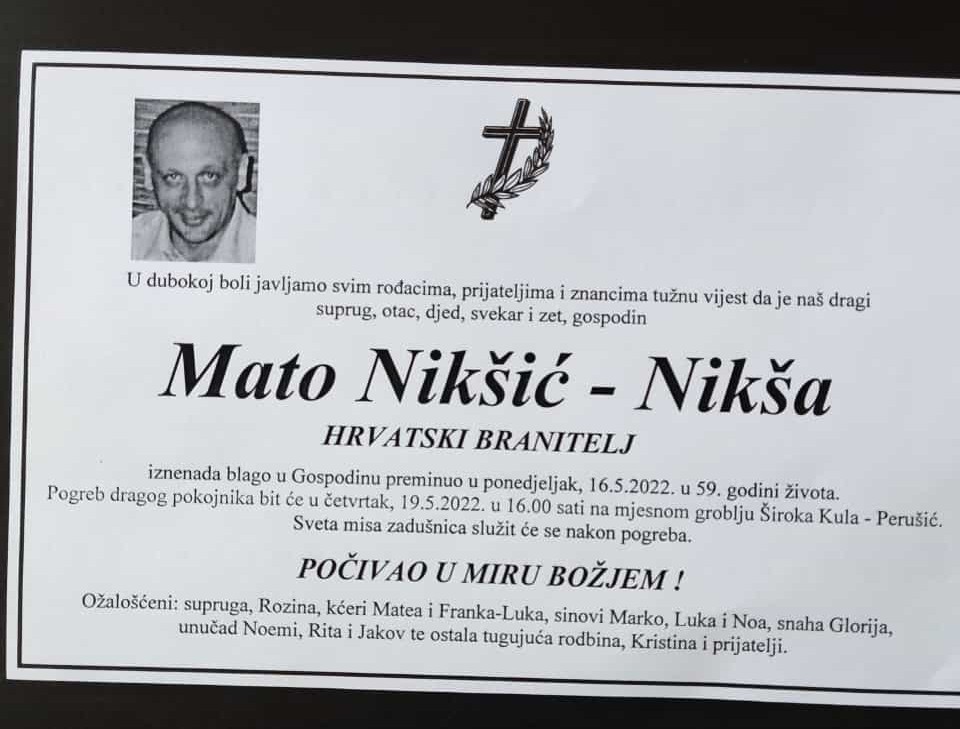 U dubokoj boli javljamo svim rođacima, prijateljima i znancima tužnu vijest da je naš dragi
suprug, otac, djed, svekar i zet, gospodin
Mato Nikšić - Nikša
HRVATSKI BRANITELJ
iznenada blago u Gospodinu preminuo u ponedjeljak, 16.5.2022. u 59. godini života.
Pogreb dragog pokojnika bit će u četvrtak, 19.5.2022. u 16.00 sati na mjesnom groblju Široka Kula - Perušić.
Sveta misa zadušnica služit će se nakon pogreba.
POČIVAO U MIRU BOŽJEM !
Ožalošćeni: supruga, Rozina, kćeri Matea i Franka-Luka, sinovi Marko, Luka i Noa, snaha Glorija,
unučad Noemi, Rita i Jakov te ostala tugujuća rodbina, Kristina i prijatelji.